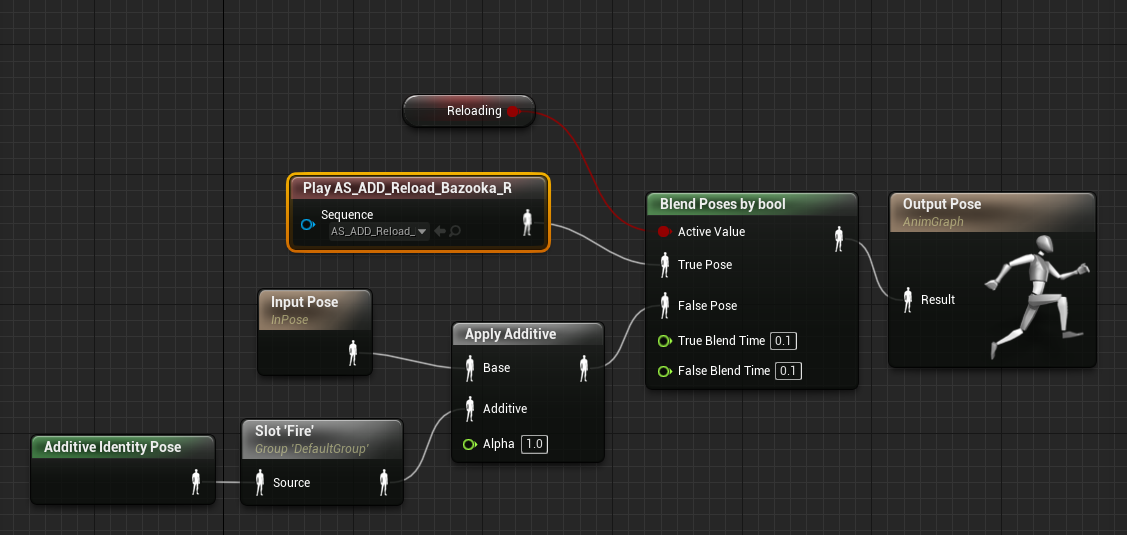 Reloading
Play AS_ADD_Reload_Bazooka_R
Sequence
AS_ADD_Reload_
Blend Poses by bool
Active Value
True Pose
False Pose
True Blend Time 0.1
False Blend Time 0.1
Output Pose
AnimGraph
Result
Input Pose
InPose
Apply Additive
Base
Additive
Alpha 1.0
Slot 'Fire'
Group 'DefaultGroup'
Source
Additive Identity Pose